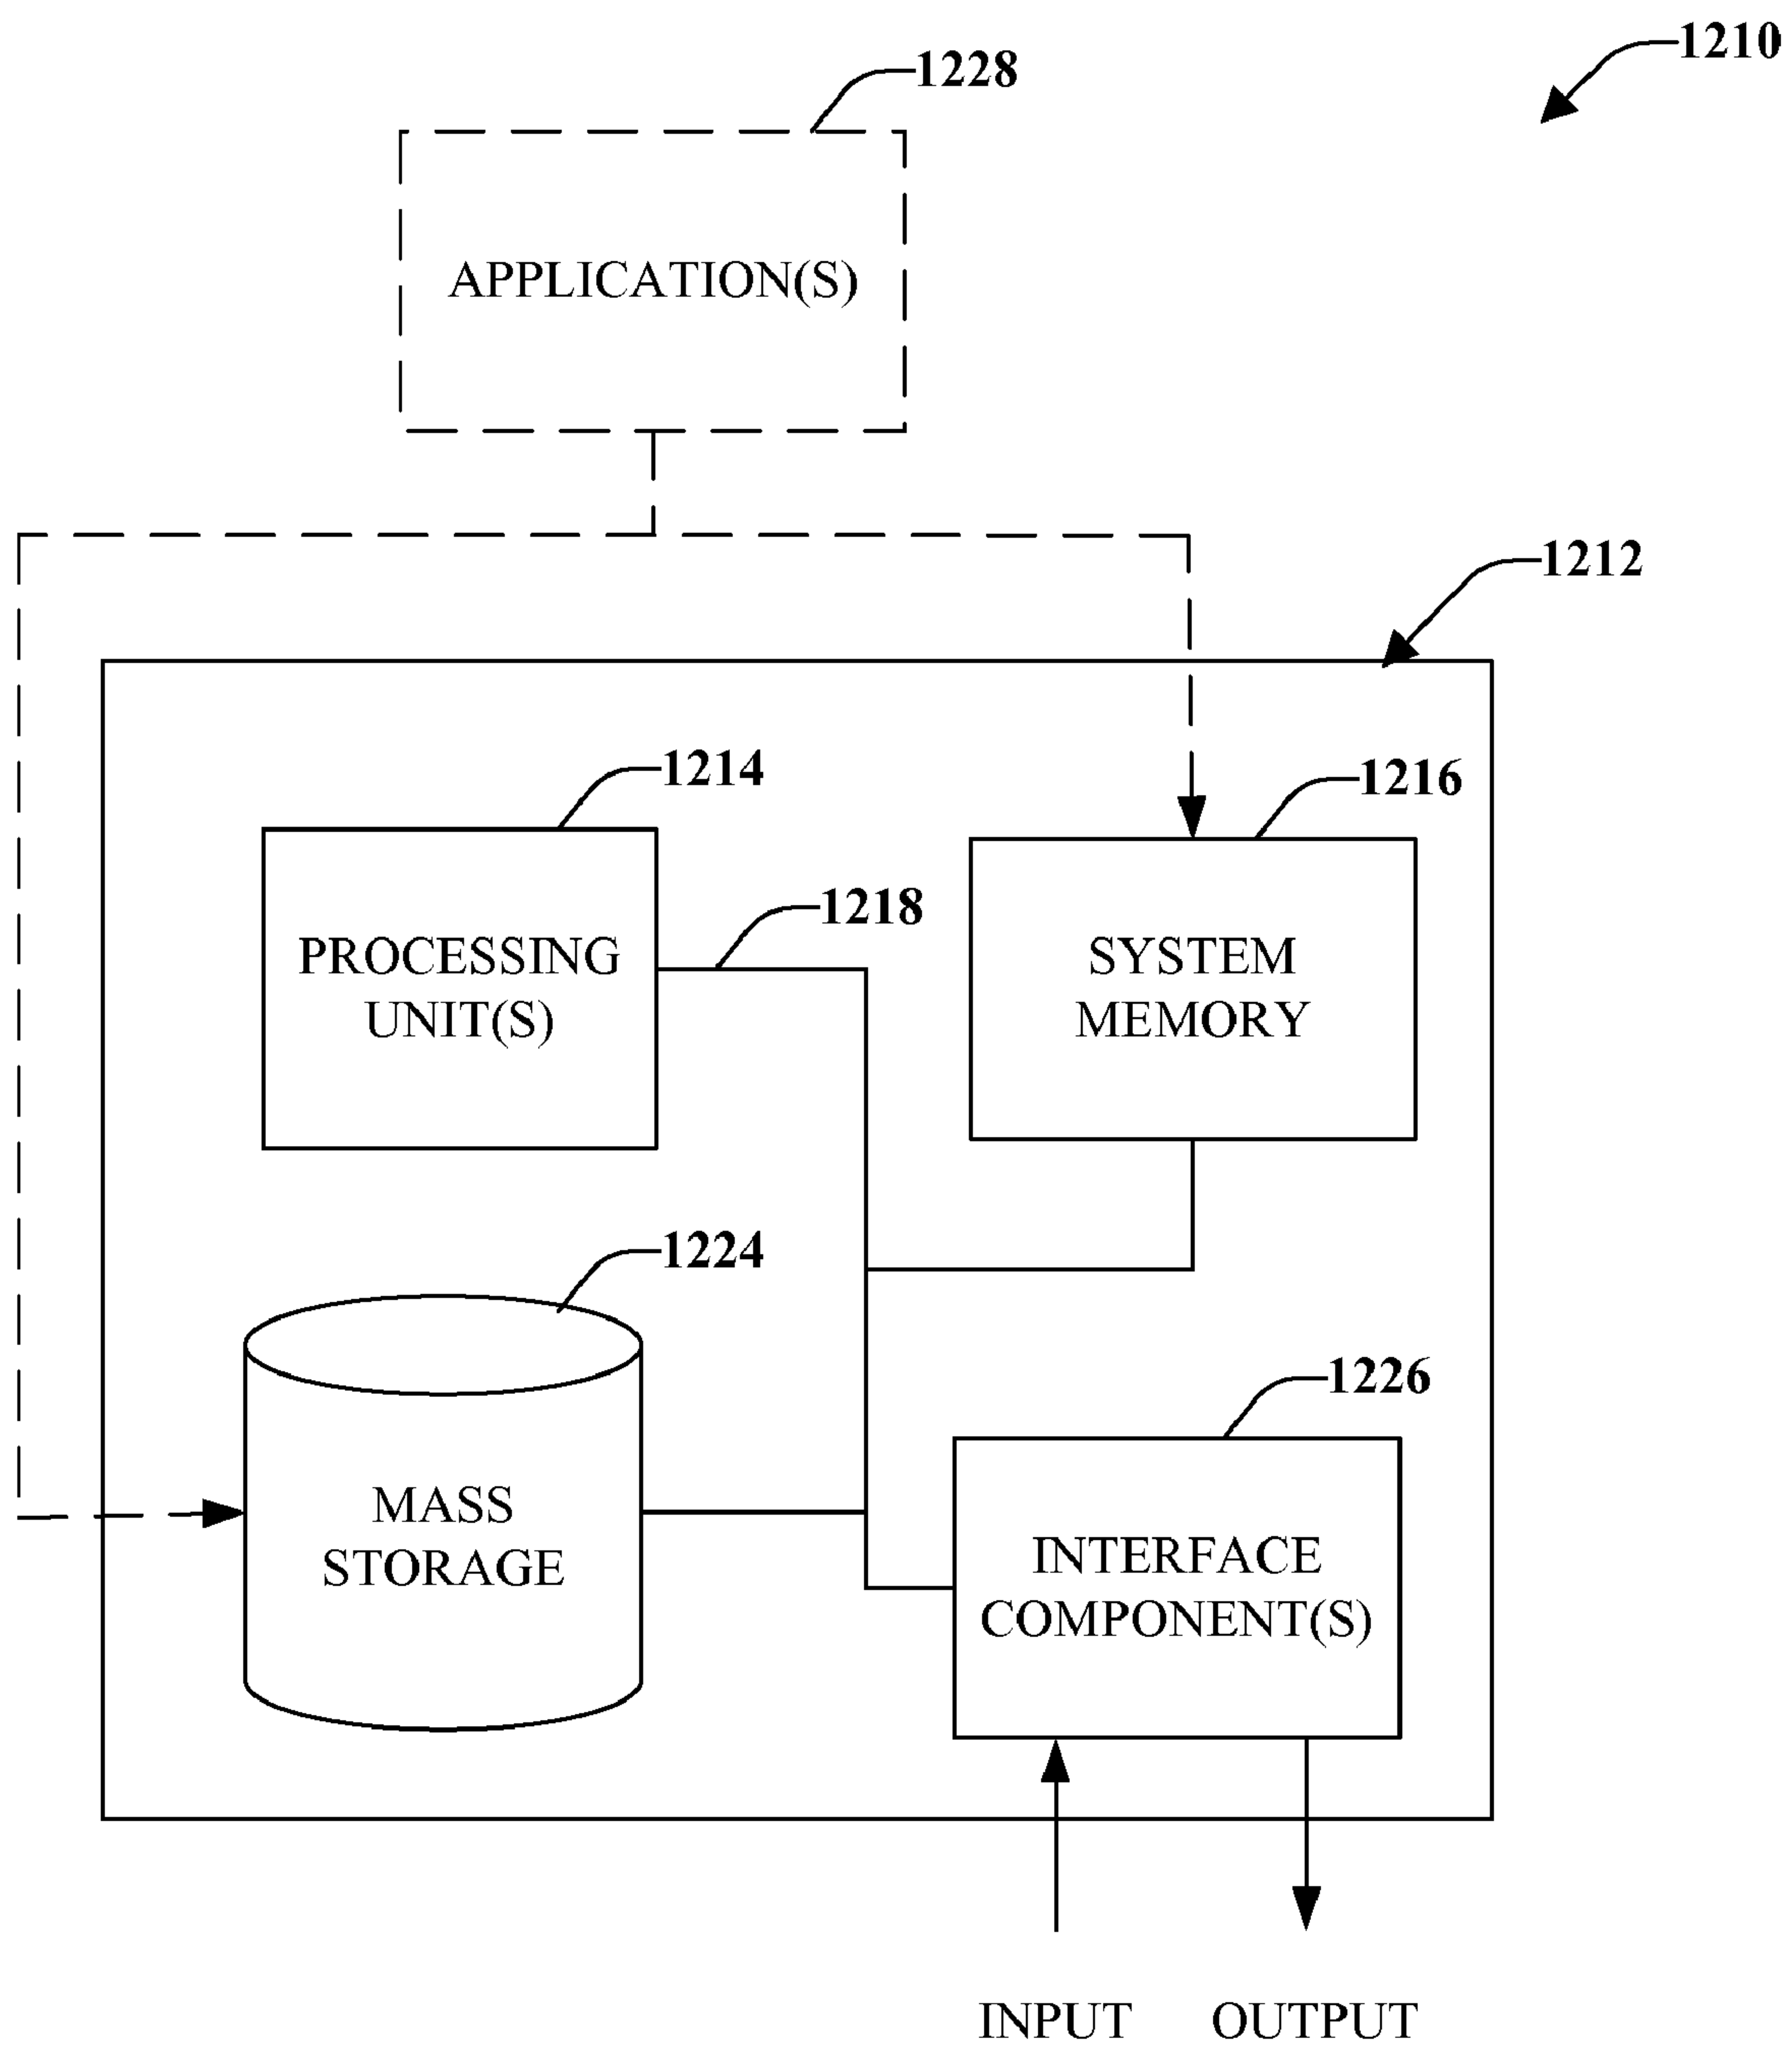 1210
1228
APPLICATION(S)
1212
1214
1216
1218
PROCESSING
UNIT(S)
SYSTEM
MEMORY
1224
1226
MASS
STORAGE
INTERFACE
COMPONENT(S)
INPUT
OUTPUT